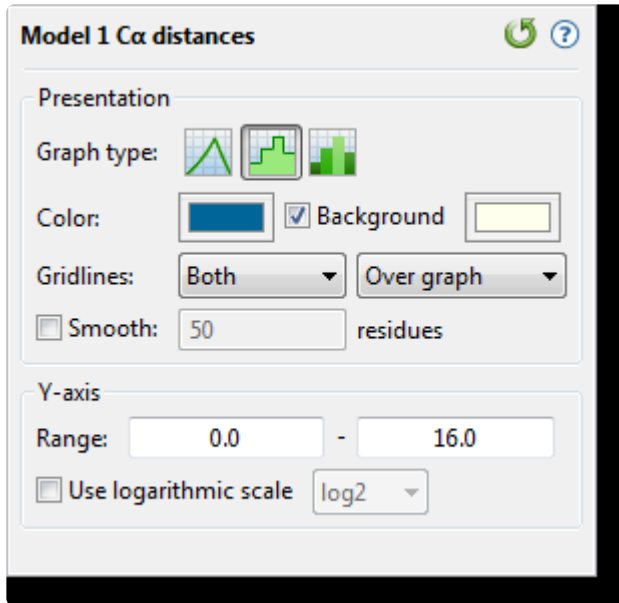 Model 1 Cα distances
Presentation
Graph type:
Color: Background
Gridlines: Both Over graph
Smooth: 50 residues
Y-axis
Range: 0.0 - 16.0
Use logarithmic scale log2